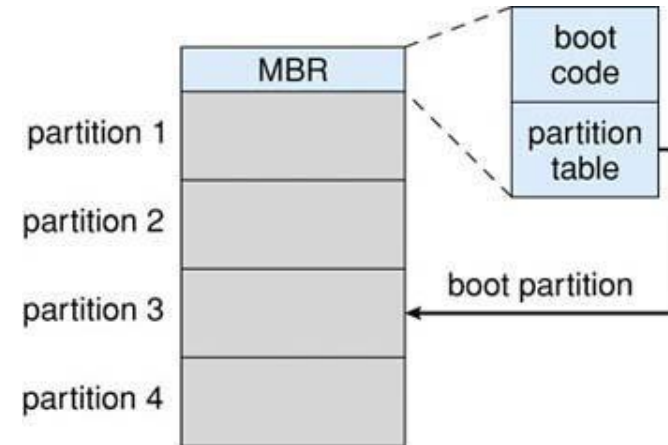 MBR
boot
code
partition
table
partition 1
partition 2
boot partition
partition 3
partition 4